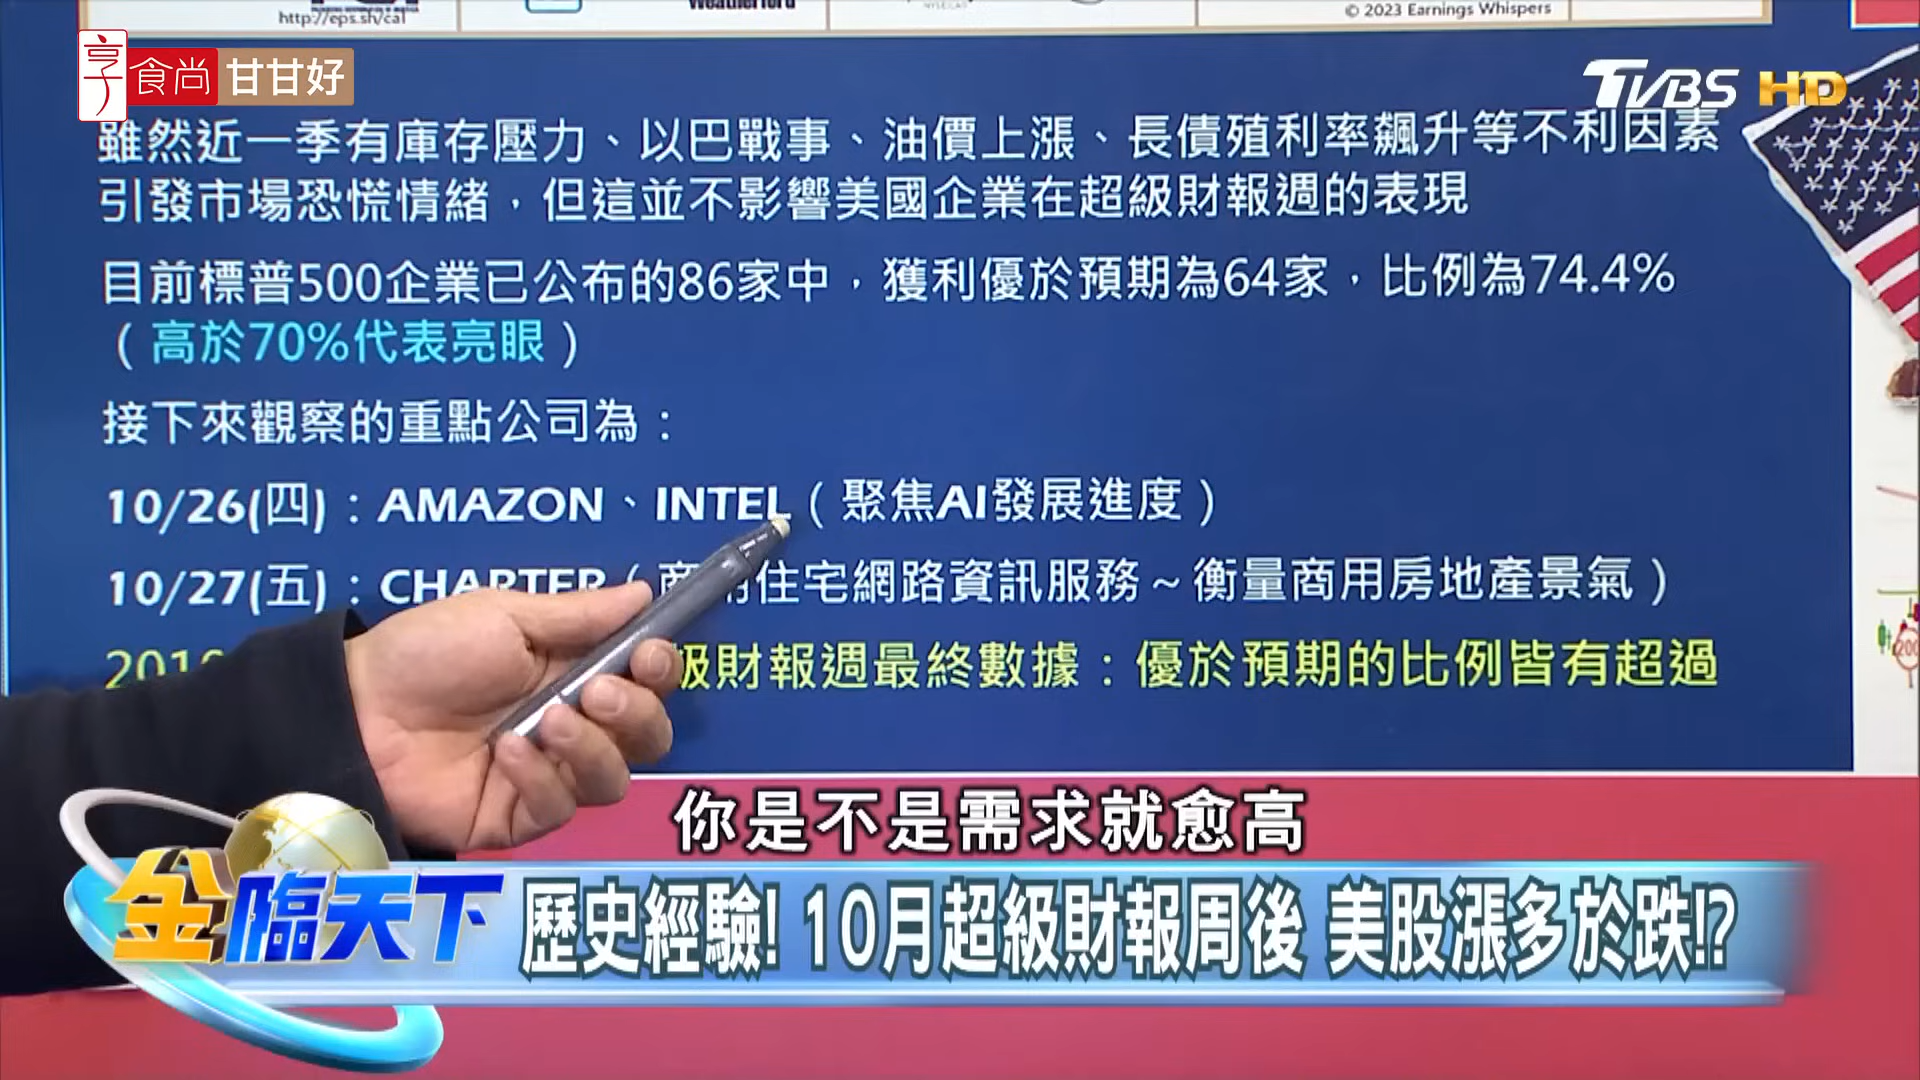 http://eps.sh/cal
Weatherford
© 2023 Earnings Whispers
享食尚 甘甘好
TVBS HD
雖然近一季有庫存壓力、以巴戰事、油價上漲、長債殖利率飆升等不利因素
引發市場恐慌情緒，但這並不影響美國企業在超級財報週的表現
目前標普500企業已公布的86家中，獲利優於預期為64家，比例為74.4%
（高於70%代表亮眼）
接下來觀察的重點公司為：
10/26(四)：AMAZON、INTEL（聚焦AI發展進度）
10/27(五)：CHARTER（商用住宅網路資訊服務～衡量商用房地產景氣）
級財報週最終數據：優於預期的比例皆有超過
你是不是需求就愈高
金臨天下
歷史經驗! 10月超級財報周後 美股漲多於跌!?